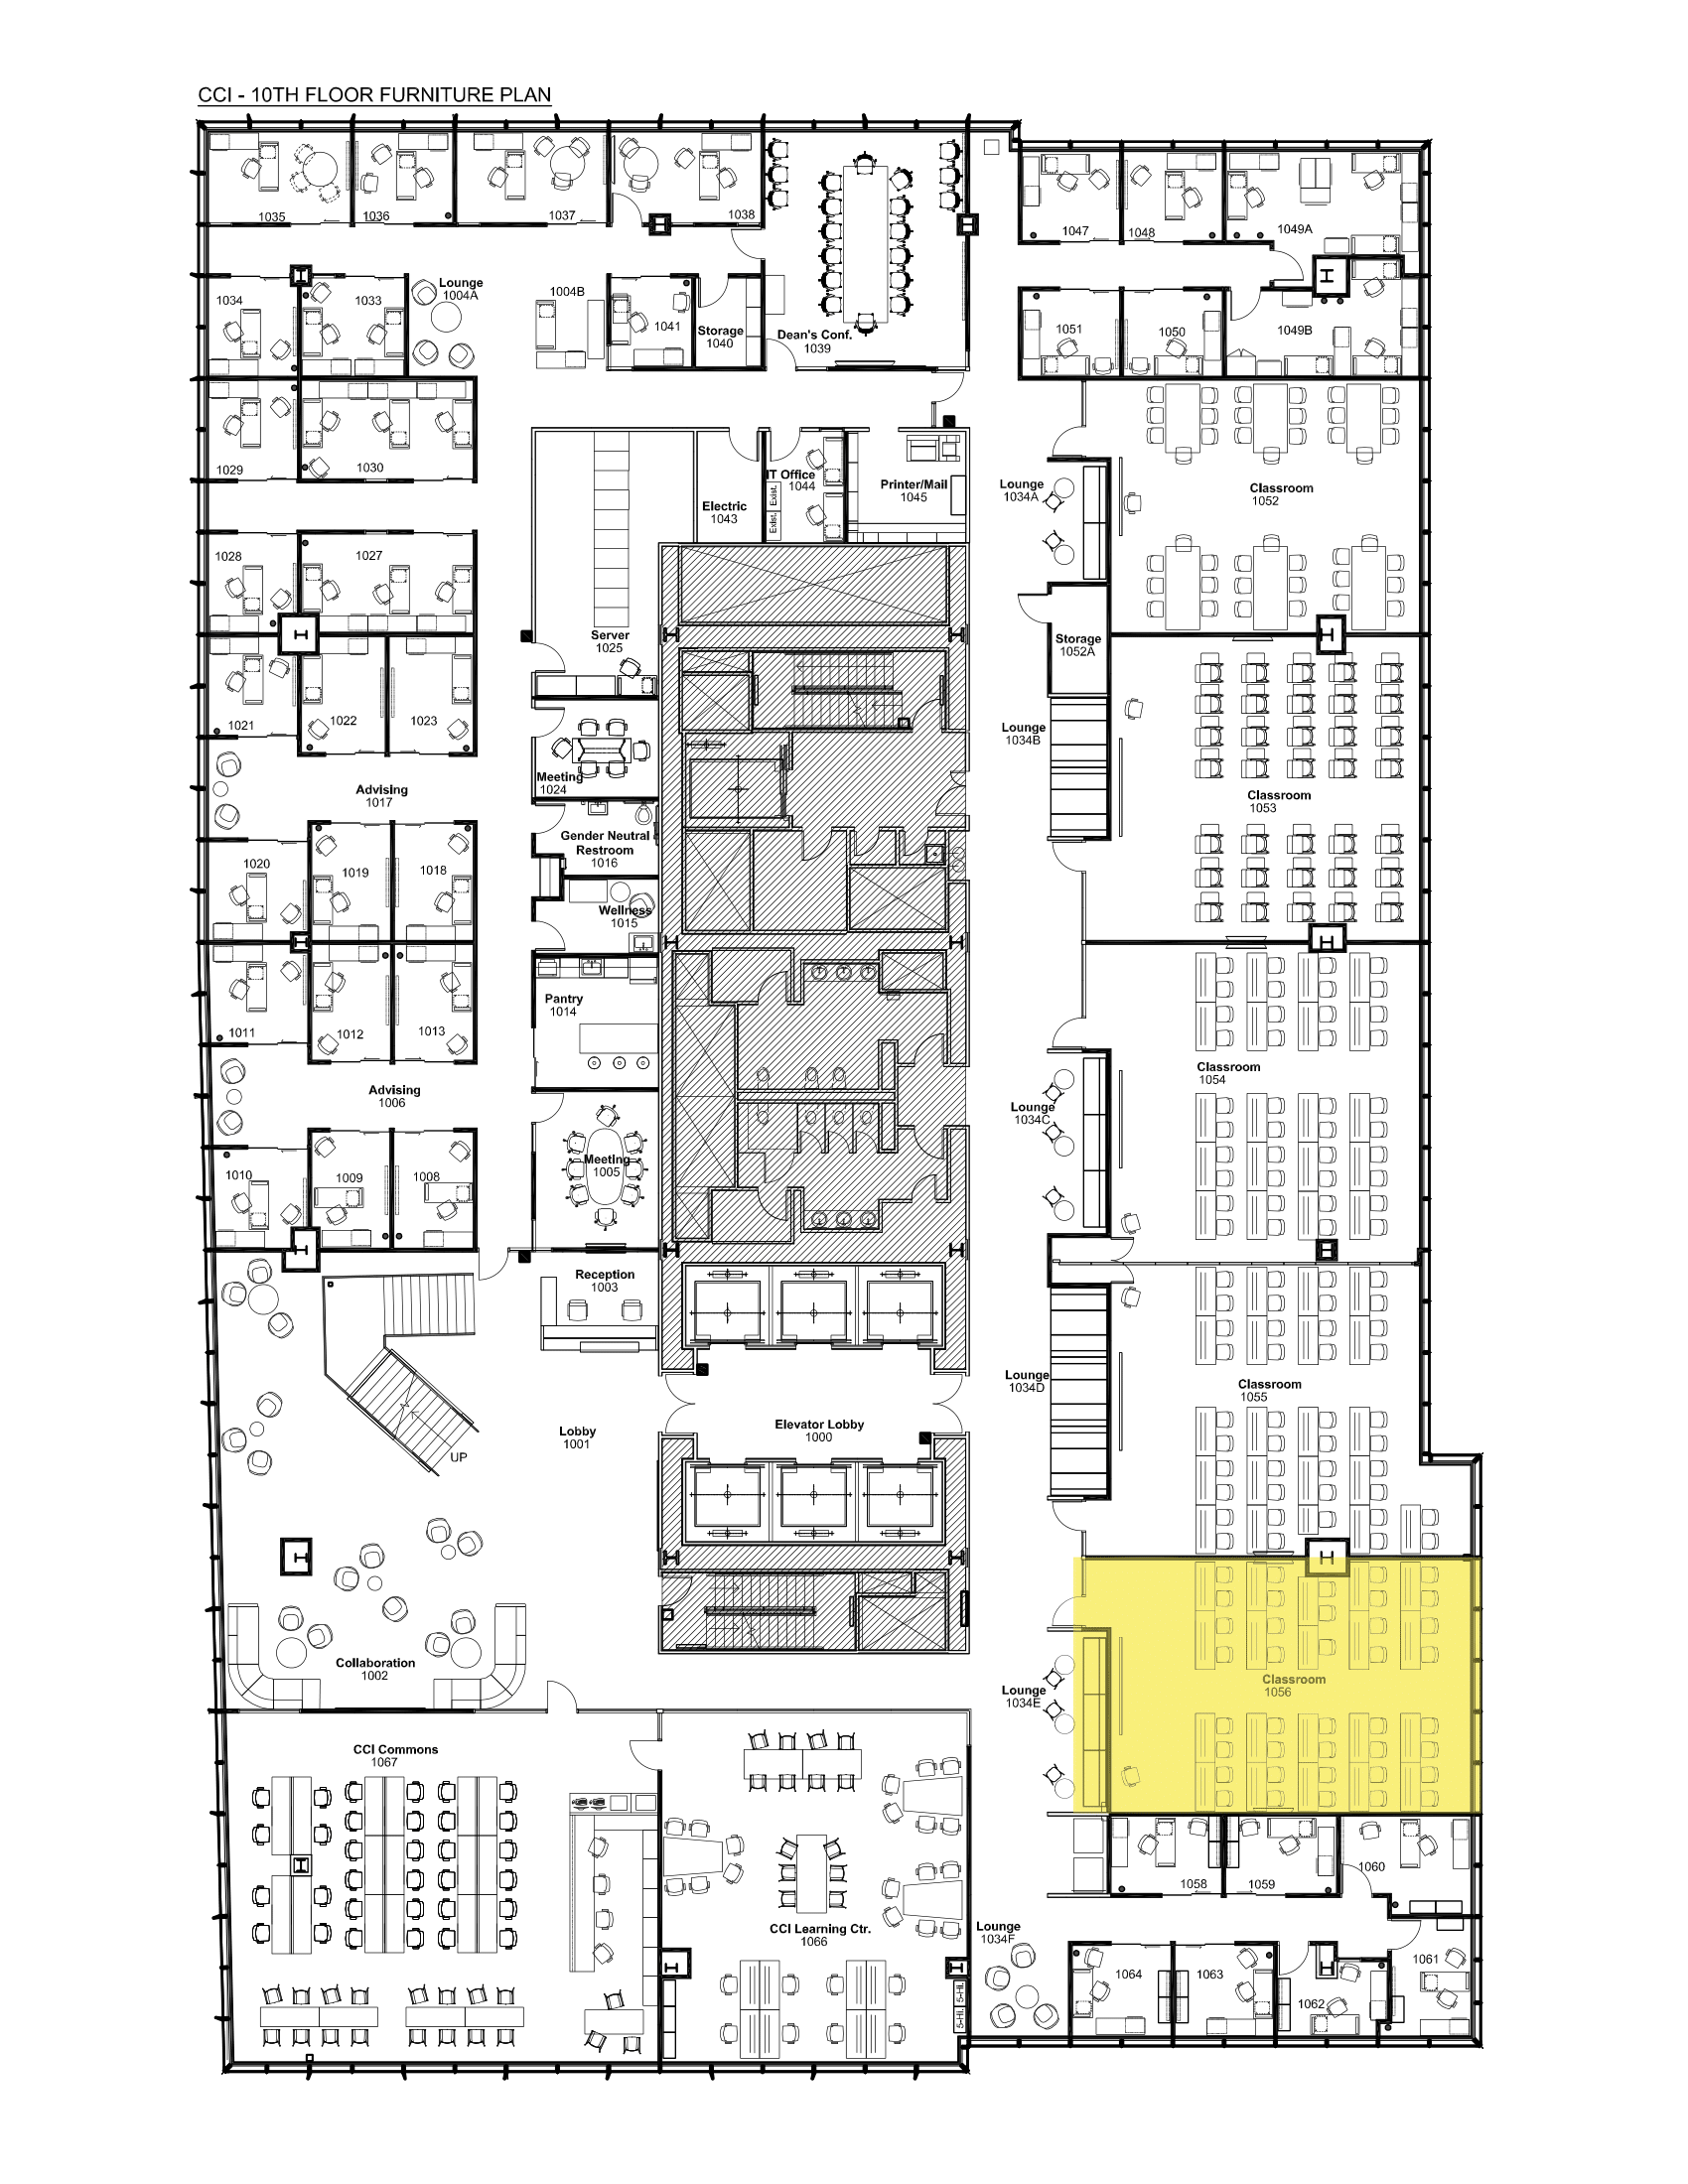 CCI - 10TH FLOOR FURNITURE PLAN
1035
1036
1037
1038
1047
1048
1049A
1034
1033
Lounge
1004A
1004B
1041
Storage
1040
Dean's Conf.
1039
1051
1050
1049B
1029
1030
Electric
1043
IT Office
1044
Exist.
Exist.
Printer/Mail
1045
Lounge
1034A
Classroom
1052
1028
1027
Server
1025
Storage
1052A
1021
1022
1023
Lounge
1034B
Meeting
1024
Advising
1017
Classroom
1053
Gender Neutral
Restroom
1016
1020
1019
1018
Wellness
1015
Pantry
1014
1011
1012
1013
Classroom
1054
Advising
1006
Lounge
1034C
Meeting
1005
1010
1009
1008
Reception
1003
Lounge
1034D
Classroom
1055
Elevator Lobby
1000
Lobby
1001
UP
Collaboration
1002
Lounge
1034E
Classroom
1056
CCI Commons
1067
1058
1059
1060
CCI Learning Ctr.
1066
Lounge
1034F
5-Hi.
5-Hi.
1064
1063
1062
1061